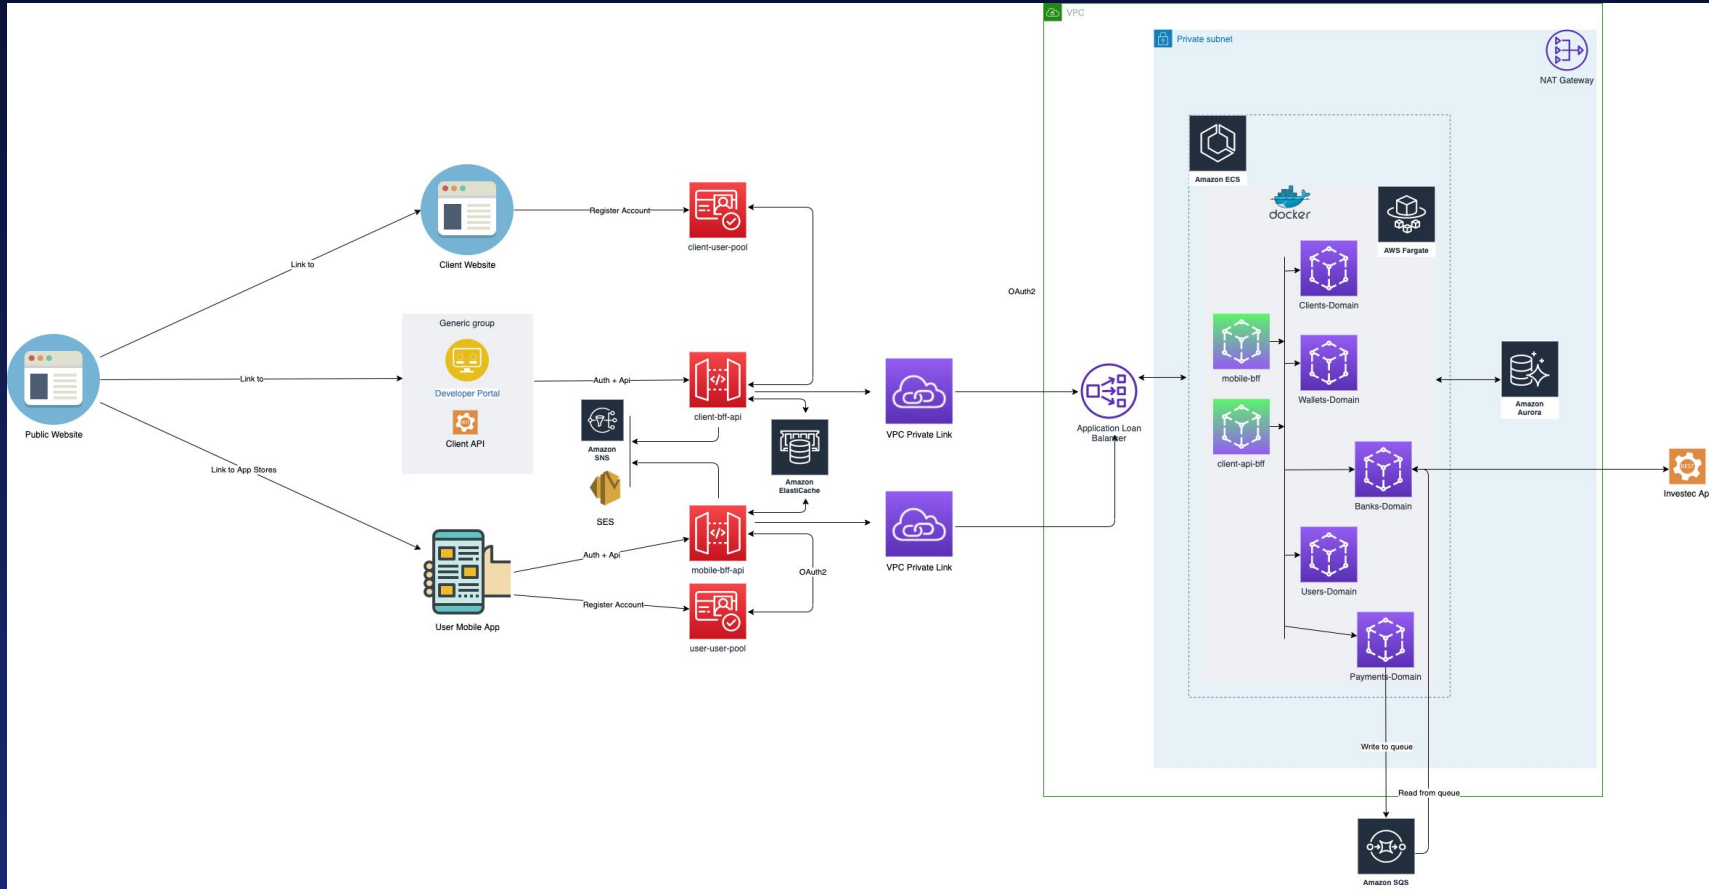 VPC
Private subnet
NAT Gateway
Amazon ECS
docker
AWS Fargate
Register Account
client-user-pool
Client Website
Link to
OAuth2
Clients-Domain
Generic group
Developer Portal
Client API
Public Website
Link to
Auth + Api
client-bff-api
VPC Private Link
Application Loan
Balanser
mobile-bff
Wallets-Domain
client-api-bff
Amazon
Aurora
Amazon
SNS
SES
Amazon
ElastiCache
Link to App Stores
Banks-Domain
REST
Investec Ap
mobile-bff-api
VPC Private Link
Auth + Api
OAuth2
Users-Domain
User Mobile App
Register Account
user-user-pool
Payments-Domain
Write to queue
Read from queue
Amazon SQS